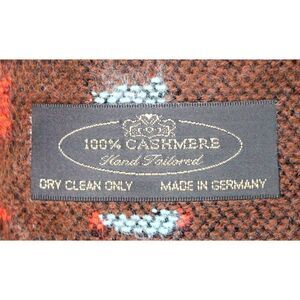 100% CASHMERE
Hand Tailored
DRY CLEAN ONLY MADE IN GERMANY